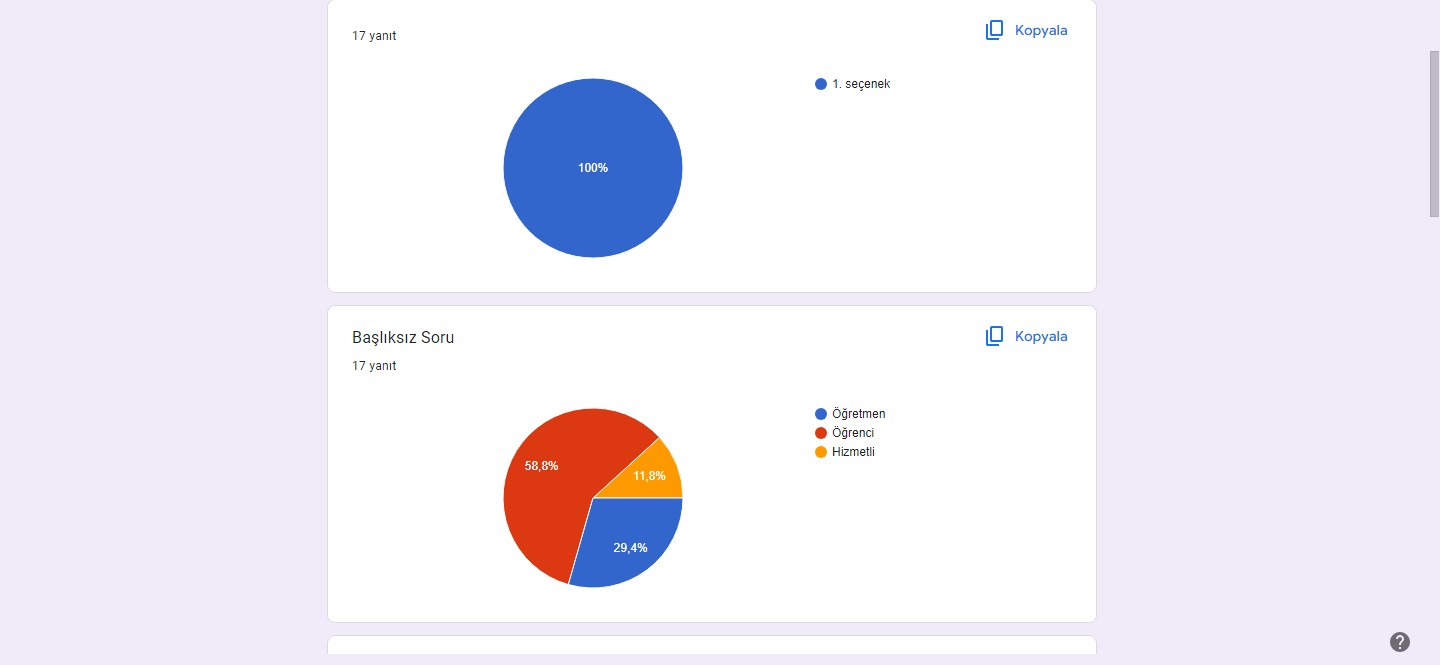 17 yanıt
Kopyala
1. seçenek
100%
Başlıksız Soru
Kopyala
17 yanıt
Öğretmen
Öğrenci
Hizmetli
58,8%
11,8%
29,4%
?